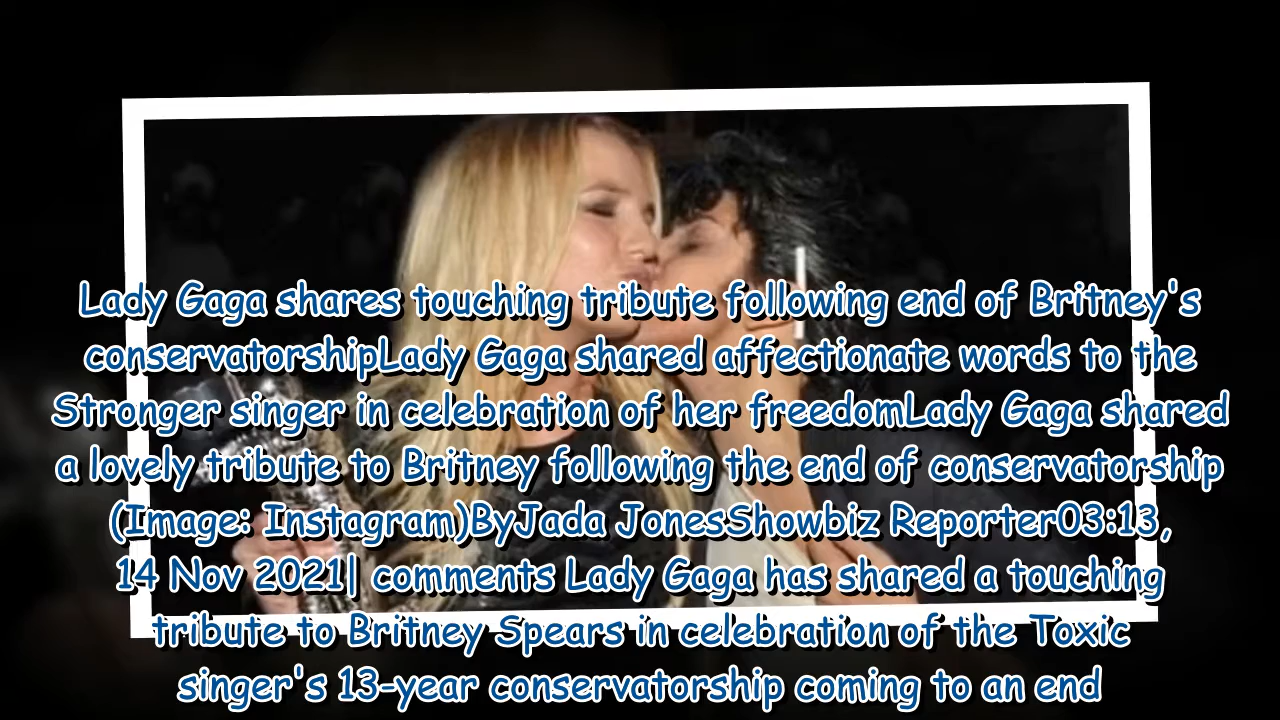 Lady Gaga shares touching tribute following end of Britney's
conservatorshipLady Gaga shared affectionate words to the
Stronger singer in celebration of her freedomLady Gaga shared
a lovely tribute to Britney following the end of conservatorship
(Image: Instagram)ByJada JonesShowbiz Reporter03:13,
14 Nov 2021| comments Lady Gaga has shared a touching
tribute to Britney Spears in celebration of the Toxic
singer's 13-year conservatorship coming to an end